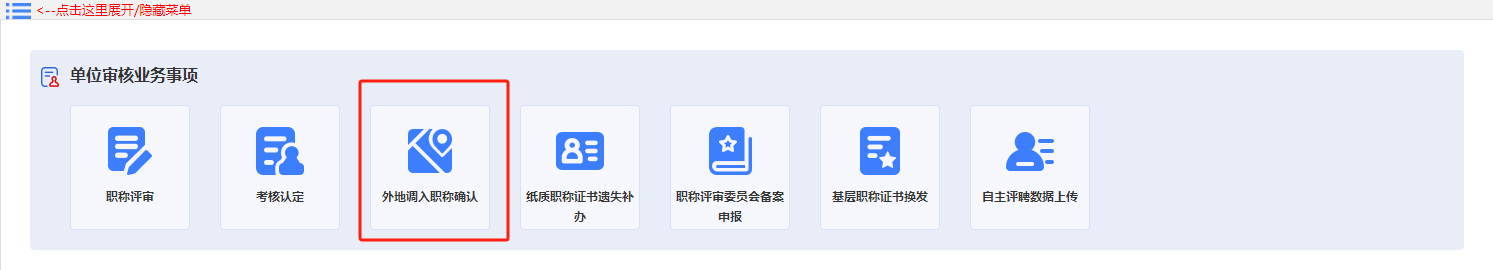 <--点击这里展开/隐藏菜单
单位审核业务事项
职称评审
考核认定
外地调入职称确认
纸质职称证书遗失补
办
职称评审委员会备案
申报
基层职称证书换发
自主评聘数据上传